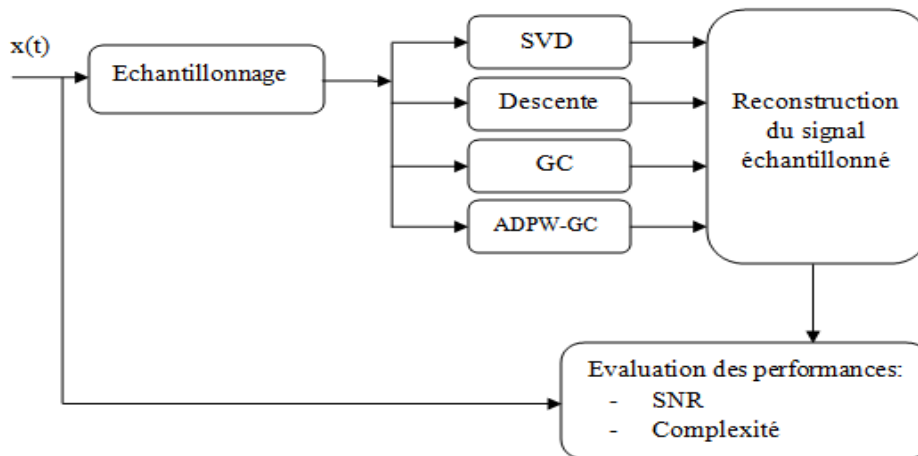 x(t)
Echantillonnage
SVD
Descente
GC
ADPW-GC
Reconstruction
du signal
échantillonné
Evaluation des performances:
- SNR
- Complexité